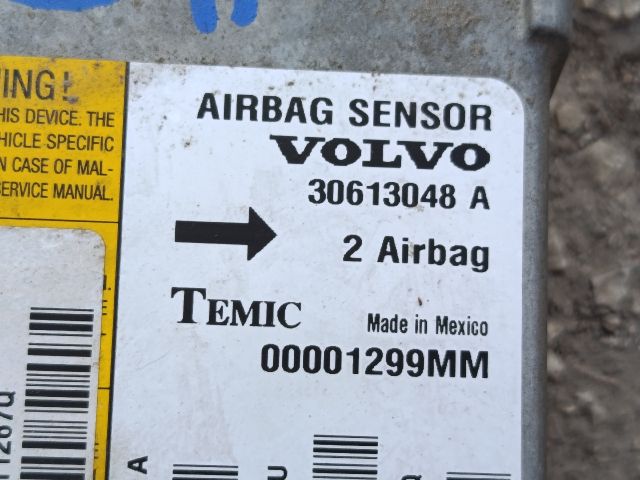 AIRBAG SENSOR
VOLVO
30613048 A
2 Airbag
TEMIC
Made in Mexico
00001299MM
HIS DEVICE. THE
HICLE SPECIFIC
N CASE OF MAL-
SERVICE MANUAL.
A